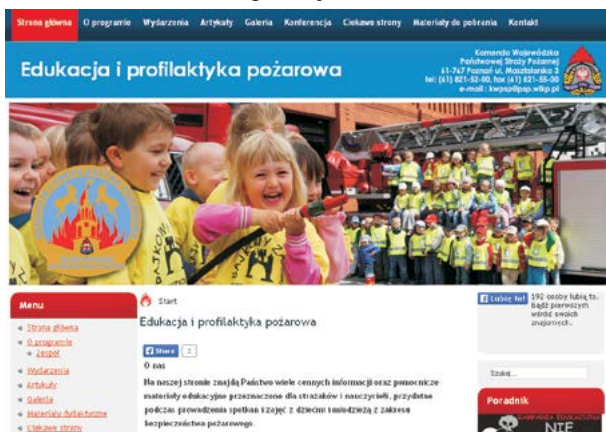 Strona główna O programie Wydarzenia Artykuły Galeria Konferencja Ciekawe strony Materiały do pobrania Kontakt
Edukacja i profilaktyka pożarowa
Komenda Wojewódzka
Państwowej Straży Pożarnej
61-767 Poznań ul. Masztalarska 3
tel: (61) 821-52-00, fax (61) 821-55-00
e-mail : kwpsp@psp.wlkp.pl
Menu
Strona główna
O programie
Zespół
Wydarzenia
Artykuły
Galeria
Materiały dydaktyczne
Ciekawe strony
Start
Edukacja i profilaktyka pożarowa
Share 2
O nas
Na naszej stronie znajdą Państwo wiele cennych informacji oraz pomocnicze
materiały edukacyjne przeznaczone dla strażaków i nauczycieli, przydatne
podczas prowadzenia spotkań i zajęć z dziećmi i młodzieżą z zakresu
bezpieczeństwa pożarowego.
Lubię to!
192 osoby lubią to.
Bądź pierwszym
wśród swoich
znajomych.
Szukaj...
Poradnik
KAMPANIA EDUKACYJNA
NIE